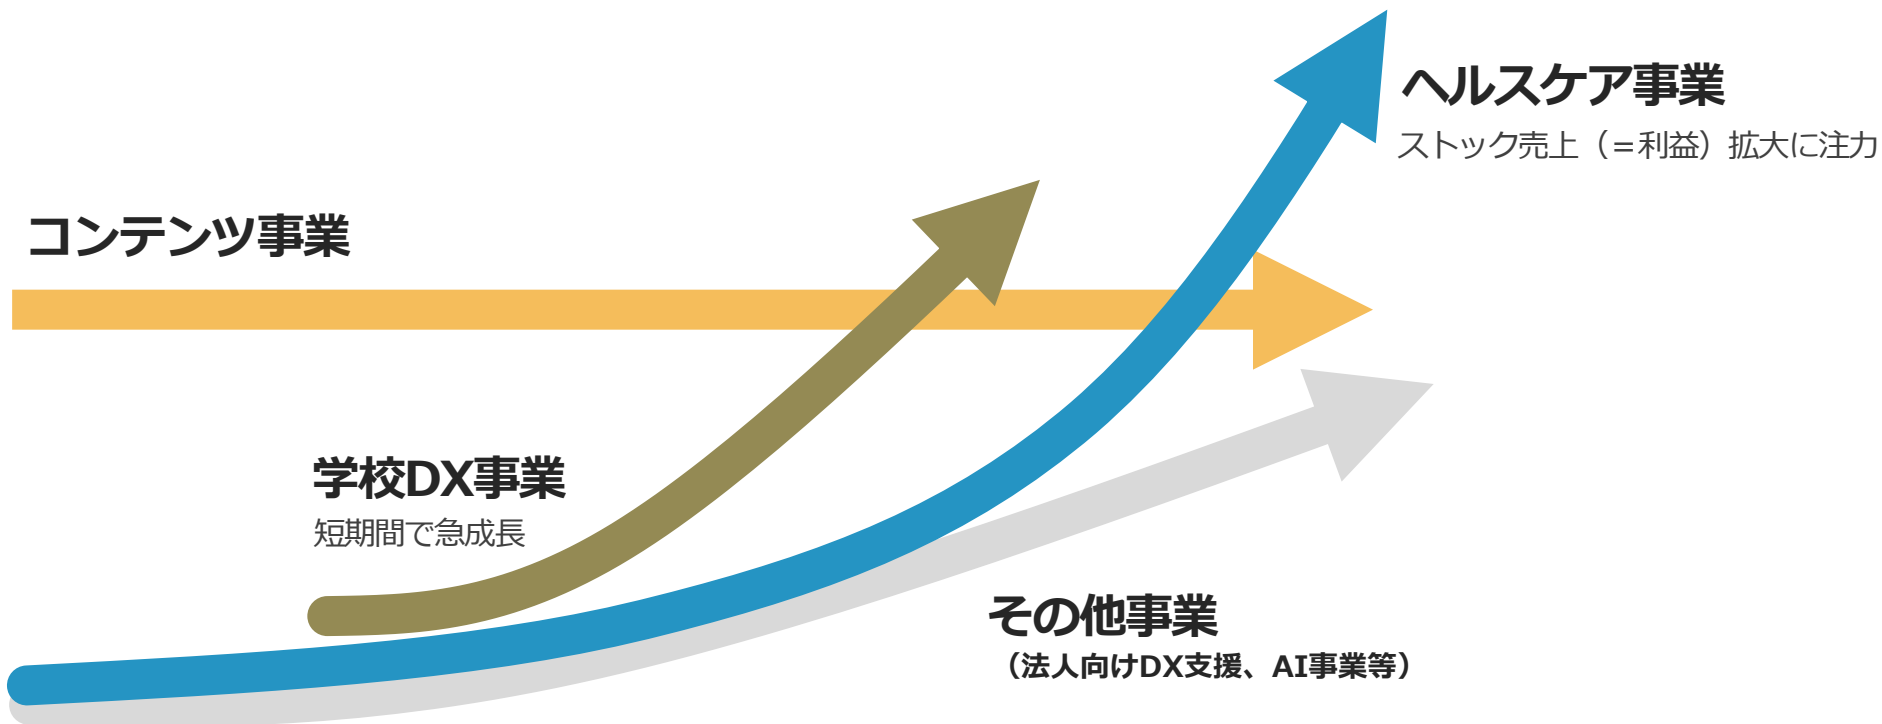 ヘルスケア事業
ストック売上（=利益）拡大に注力
コンテンツ事業
学校DX事業
短期間で急成長
その他事業
（法人向けDX支援、AI事業等）